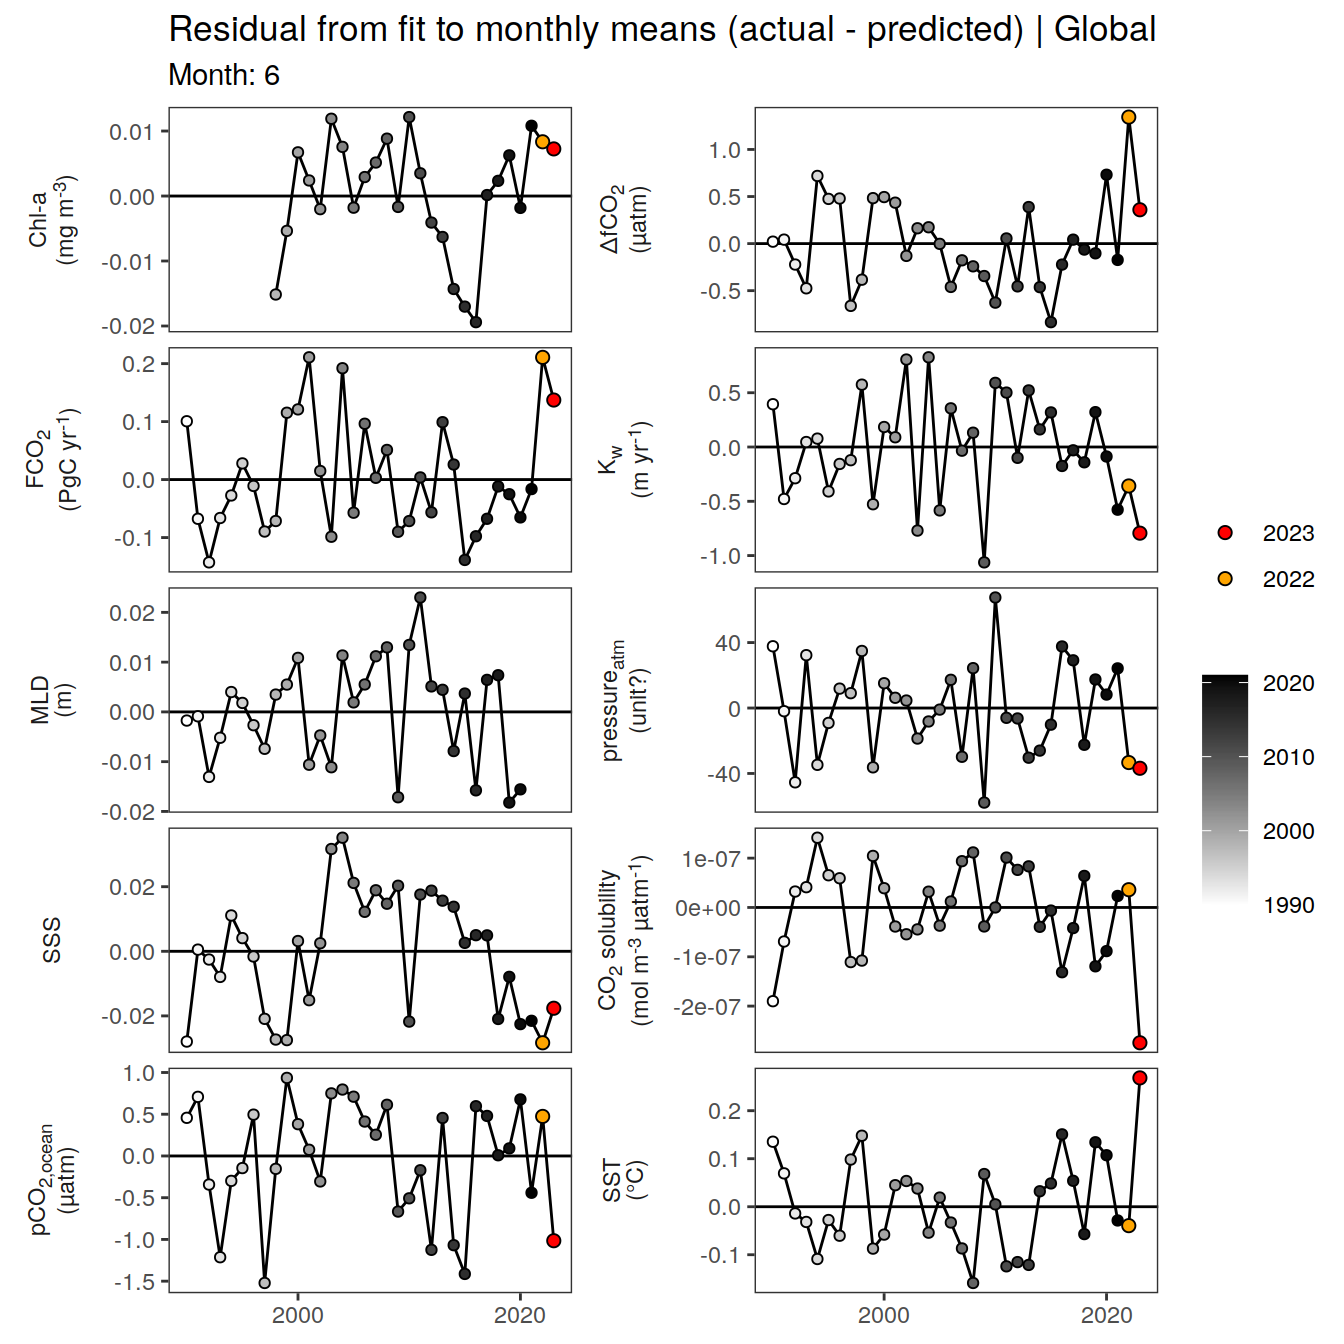 Residual from fit to monthly means (actual - predicted) | Global
Month: 6
Chl-a
(mg m⁻³)
0.01
0.00
-0.01
-0.02
ΔfCO₂
(µatm)
1.0
0.5
0.0
-0.5
FCO₂
(PgC yr⁻¹)
0.2
0.1
0.0
-0.1
K_w
(m yr⁻¹)
0.5
0.0
-0.5
-1.0
MLD
(m)
0.02
0.01
0.00
-0.01
-0.02
pressure_atm
(unit?)
40
0
-40
SSS
0.02
0.00
-0.02
CO₂ solubility
(mol m⁻³ µatm⁻¹)
1e-07
0e+00
-1e-07
-2e-07
pCO₂,ocean
(µatm)
1.0
0.5
0.0
-0.5
-1.0
-1.5
SST
(°C)
0.2
0.1
0.0
-0.1
2000
2020
2000
2020
2023
2022
2020
2010
2000
1990